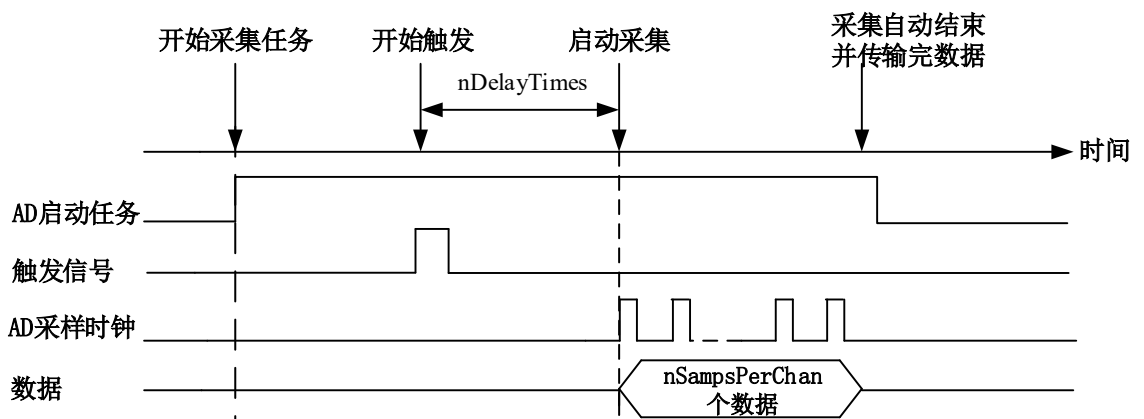 开始采集任务
开始触发
启动采集
采集自动结束
并传输完数据
nDelayTimes
时间
AD启动任务
触发信号
AD采样时钟
数据
nSampsPerChan
个数据